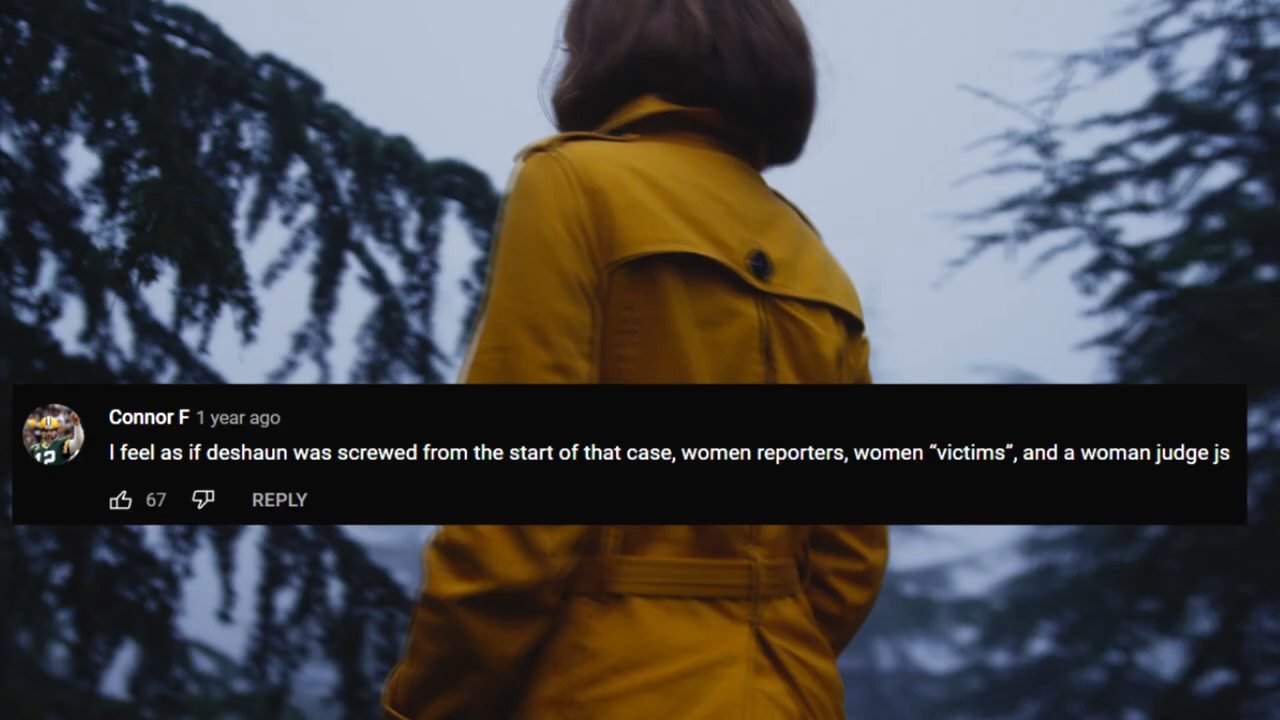 Connor F 1 year ago
I feel as if deshaun was screwed from the start of that case, women reporters, women “victims”, and a woman judge js
67 REPLY
12